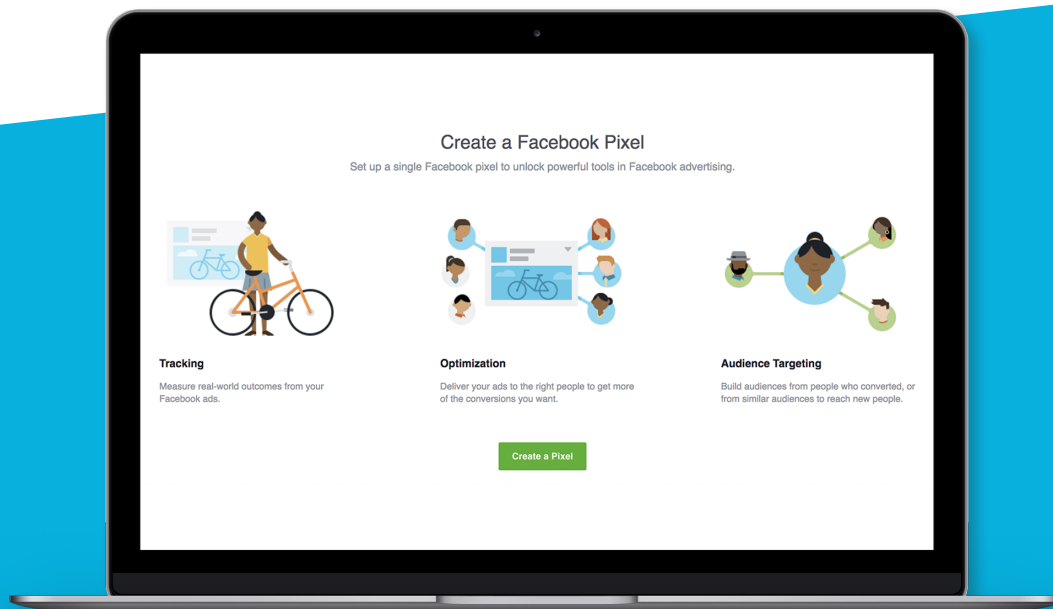 Create a Facebook Pixel
Set up a single Facebook pixel to unlock powerful tools in Facebook advertising.
Tracking
Measure real-world outcomes from your
Facebook ads.
Optimization
Deliver your ads to the right people to get more
of the conversions you want.
Audience Targeting
Build audiences from people who converted, or
from similar audiences to reach new people.
Create a Pixel